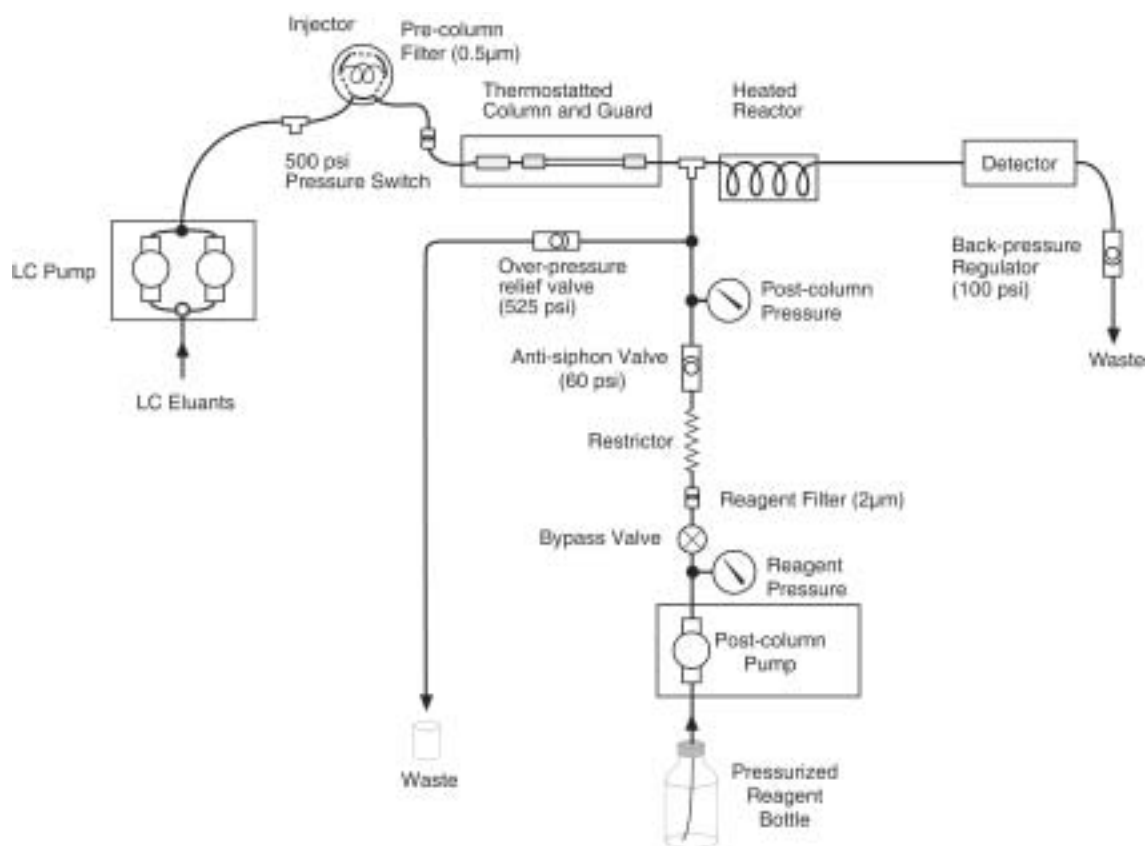 Injector
Pre-column
Filter (0.5µm)
500 psi
Pressure Switch
Thermostatted
Column and Guard
Heated
Reactor
Detector
LC Pump
LC Eluants
Over-pressure
relief valve
(525 psi)
Post-column
Pressure
Back-pressure
Regulator
(100 psi)
Waste
Anti-siphon Valve
(60 psi)
Restrictor
Reagent Filter (2µm)
Bypass Valve
Reagent
Pressure
Post-column
Pump
Waste
Pressurized
Reagent
Bottle